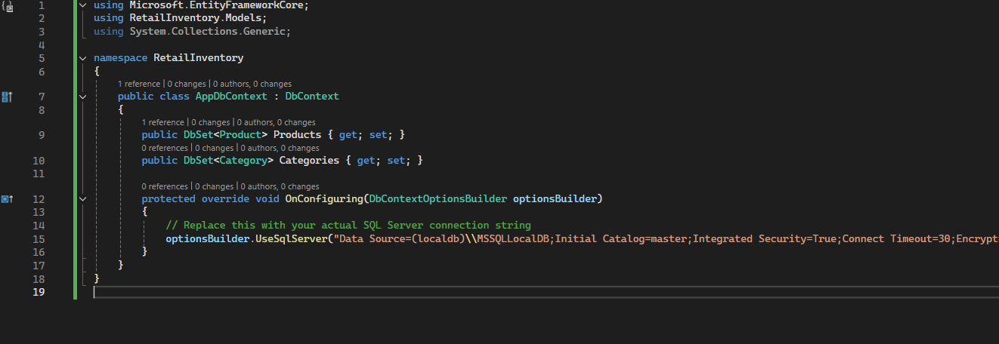 1 using Microsoft.EntityFrameworkCore;
2 using RetailInventory.Models;
3 using System.Collections.Generic;
4
5 namespace RetailInventory
6 {
1 reference | 0 changes | 0 authors, 0 changes
7 public class AppDbContext : DbContext
8 {
1 reference | 0 changes | 0 authors, 0 changes
9 public DbSet<Product> Products { get; set; }
0 references | 0 changes | 0 authors, 0 changes
10 public DbSet<Category> Categories { get; set; }
11
0 references | 0 changes | 0 authors, 0 changes
12 protected override void OnConfiguring(DbContextOptionsBuilder optionsBuilder)
13 {
14 // Replace this with your actual SQL Server connection string
15 optionsBuilder.UseSqlServer("Data Source=(localdb)\\MSSQLLocalDB;Initial Catalog=master;Integrated Security=True;Connect Timeout=30;Encrypt=
16 }
17 }
18 }
19